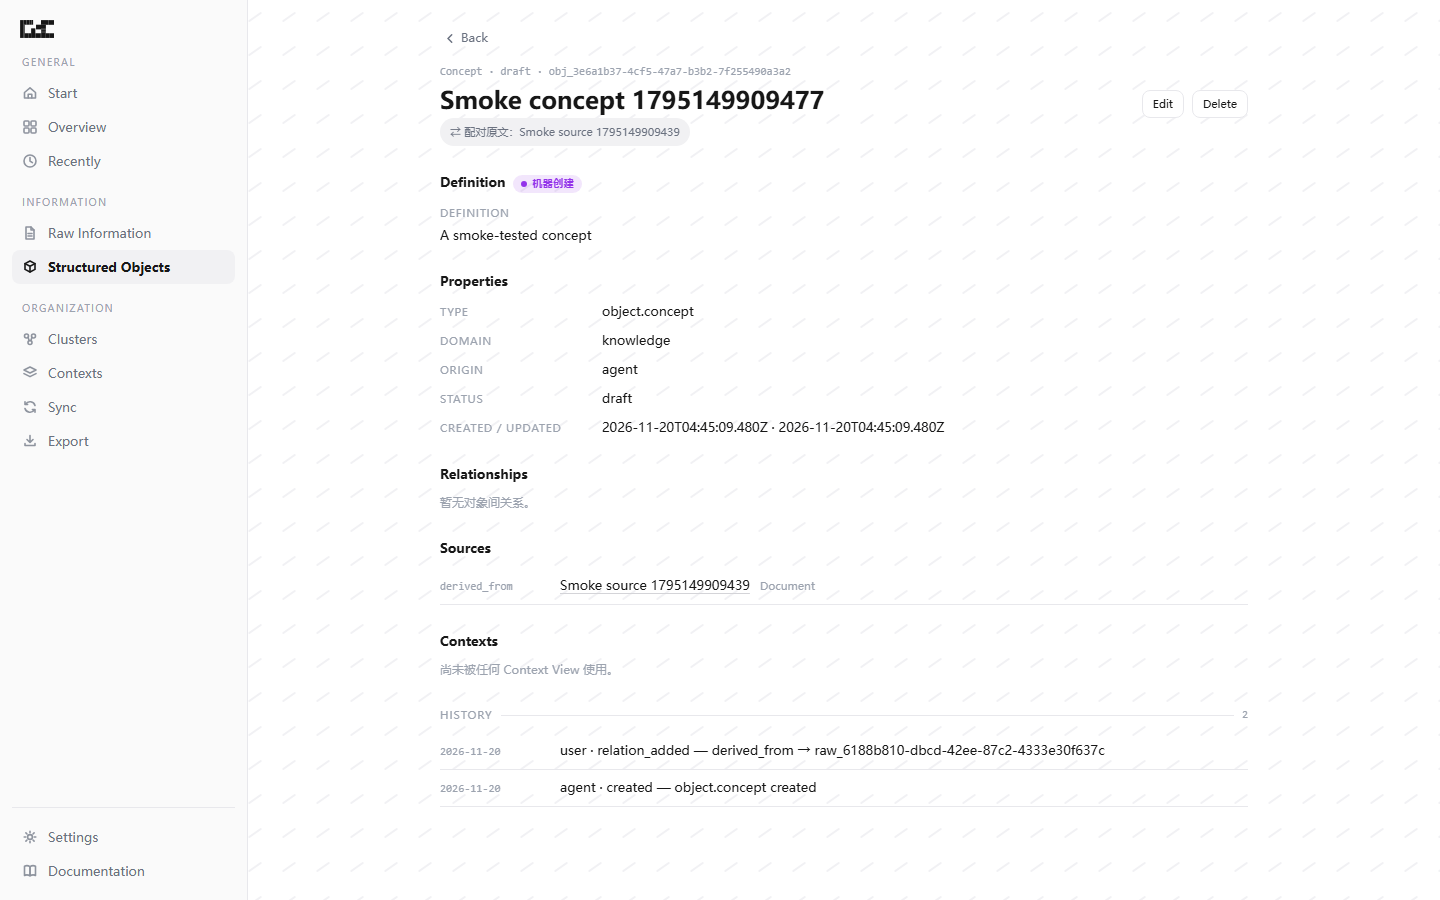 GENERAL
Start
Overview
Recently
INFORMATION
Raw Information
Structured Objects
ORGANIZATION
Clusters
Contexts
Sync
Export
Settings
Documentation
Back
Concept · draft · obj_3e6a1b37-4cf5-47a7-b3b2-7f255490a3a2
Smoke concept 1795149909477
Edit
Delete
⇄ 配对原文：Smoke source 1795149909439
Definition
机器创建
DEFINITION
A smoke-tested concept
Properties
TYPE object.concept
DOMAIN knowledge
ORIGIN agent
STATUS draft
CREATED / UPDATED 2026-11-20T04:45:09.480Z · 2026-11-20T04:45:09.480Z
Relationships
暂无对象间关系。
Sources
derived_from Smoke source 1795149909439 Document
Contexts
尚未被任何 Context View 使用。
HISTORY 2
2026-11-20 user · relation_added — derived_from → raw_6188b810-dbcd-42ee-87c2-4333e30f637c
2026-11-20 agent · created — object.concept created